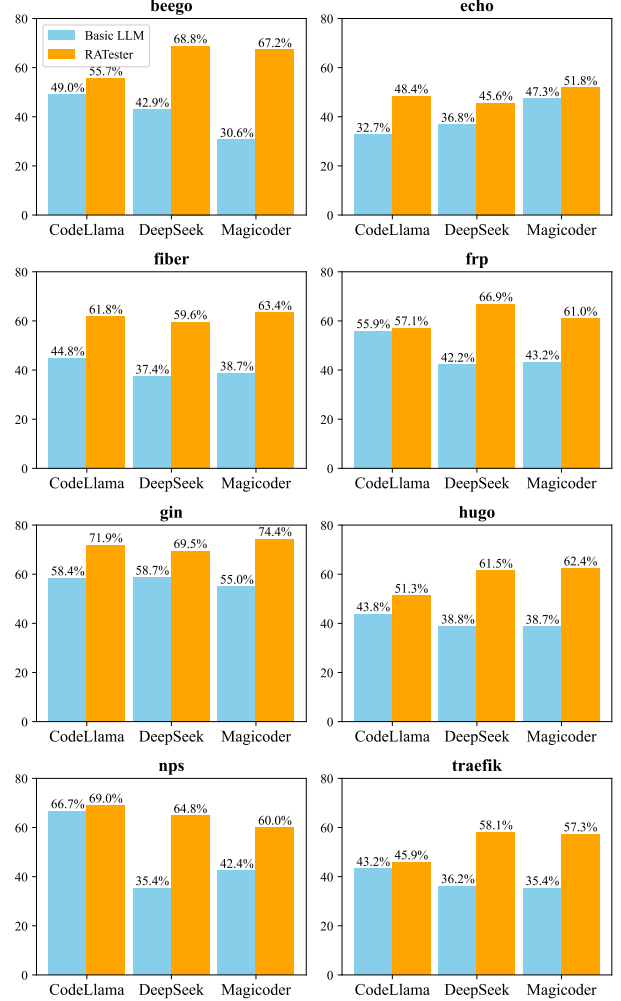 beego
echo
80
60
40
20
0
Basic LLM
RATester
49.0%
55.7%
42.9%
68.8%
30.6%
67.2%
CodeLlama
DeepSeek
Magicoder
80
60
40
20
0
32.7%
48.4%
36.8%
45.6%
47.3%
51.8%
CodeLlama
DeepSeek
Magicoder
fiber
frp
80
60
40
20
0
44.8%
61.8%
37.4%
59.6%
38.7%
63.4%
CodeLlama
DeepSeek
Magicoder
80
60
40
20
0
55.9%
57.1%
42.2%
66.9%
43.2%
61.0%
CodeLlama
DeepSeek
Magicoder
gin
hugo
80
60
40
20
0
58.4%
71.9%
58.7%
69.5%
55.0%
74.4%
CodeLlama
DeepSeek
Magicoder
80
60
40
20
0
43.8%
51.3%
38.8%
61.5%
38.7%
62.4%
CodeLlama
DeepSeek
Magicoder
nps
traefik
80
60
40
20
0
66.7%
69.0%
35.4%
64.8%
42.4%
60.0%
CodeLlama
DeepSeek
Magicoder
80
60
40
20
0
43.2%
45.9%
36.2%
58.1%
35.4%
57.3%
CodeLlama
DeepSeek
Magicoder